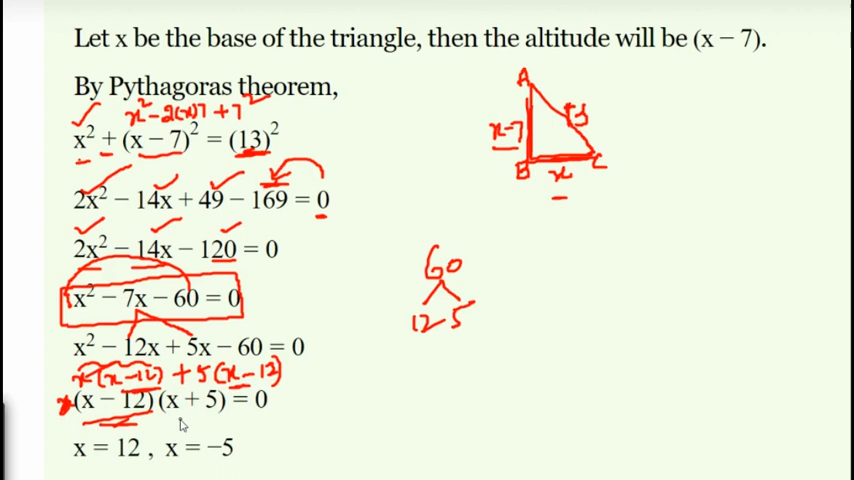 Let x be the base of the triangle, then the altitude will be (x − 7).
By Pythagoras theorem,
x² − 2(x)7 + 7²
x² + (x − 7)² = (13)²
2x² − 14x + 49 − 169 = 0
2x² − 14x − 120 = 0
x² − 7x − 60 = 0
x² − 12x + 5x − 60 = 0
x(x−12) + 5(x−12)
(x − 12)(x + 5) = 0
x = 12 , x = −5
A
x−7
13
B
C
x
60
12 5